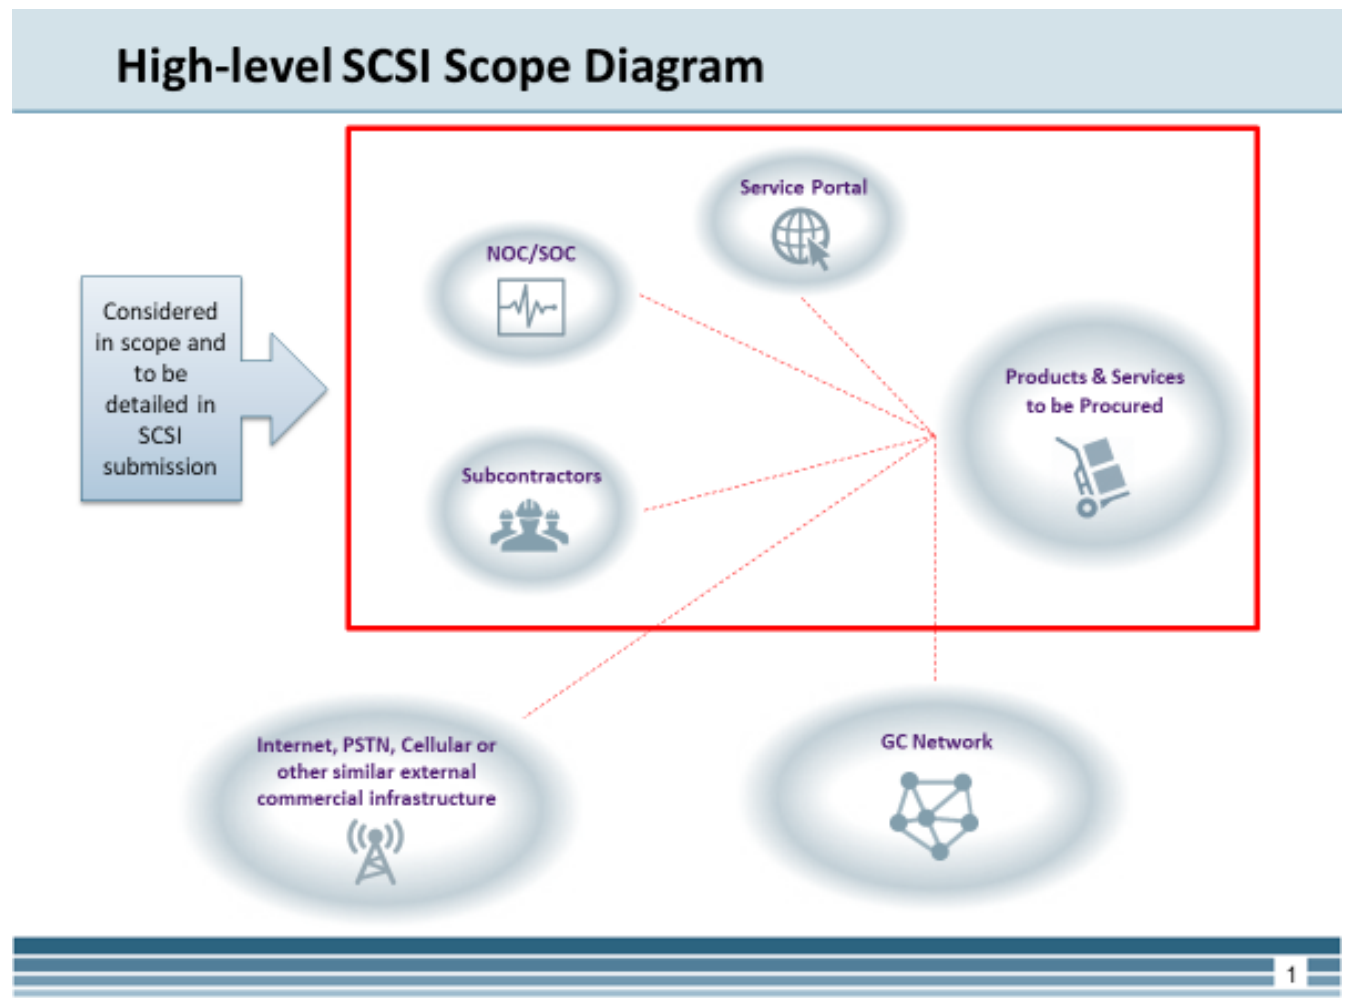 High-level SCSI Scope Diagram
Service Portal
NOC/SOC
Considered
in scope and
to be
detailed in
SCSI
submission
Products & Services
to be Procured
Subcontractors
Internet, PSTN, Cellular or
other similar external
commercial infrastructure
GC Network
1